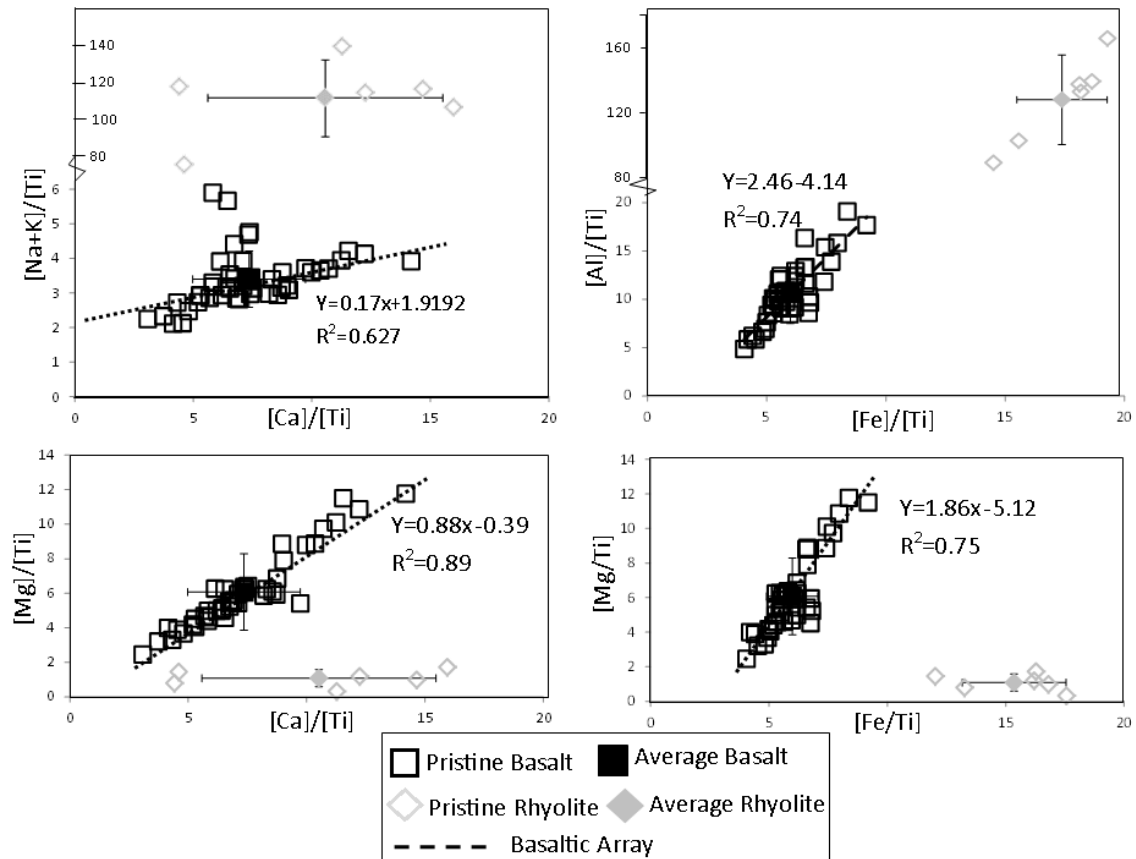 140
120
100
80
6
5
4
3
2
1
0
[Na+K]/[Ti]
Y=0.17x+1.9192
R²=0.627
0 5 10 15 20
[Ca]/[Ti]
160
120
80
20
15
10
5
0
[Al]/[Ti]
Y=2.46-4.14
R²=0.74
0 5 10 15 20
[Fe]/[Ti]
14
12
10
8
6
4
2
0
[Mg]/[Ti]
Y=0.88x-0.39
R²=0.89
0 5 10 15 20
[Ca]/[Ti]
14
12
10
8
6
4
2
0
[Mg/Ti]
Y=1.86x-5.12
R²=0.75
0 5 10 15 20
[Fe/Ti]
Pristine Basalt Average Basalt
Pristine Rhyolite Average Rhyolite
Basaltic Array